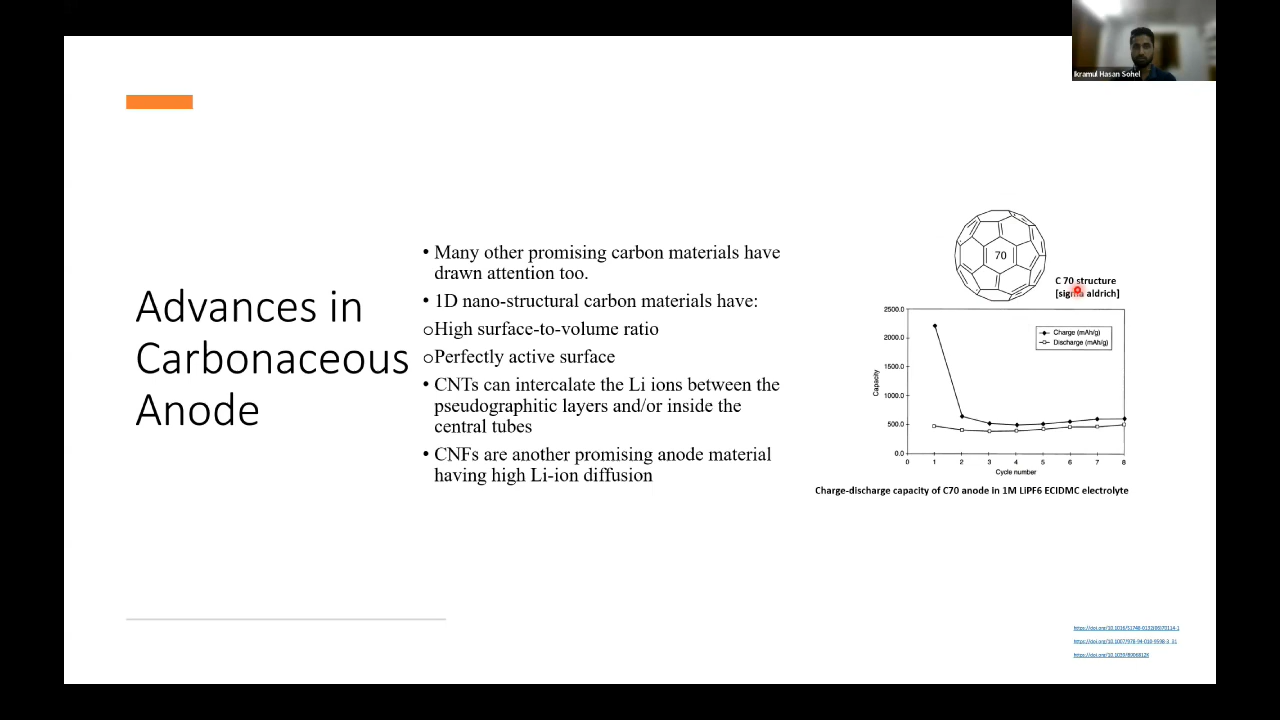 Ikramul Hasan Sohel
Advances in
Carbonaceous
Anode
• Many other promising carbon materials have
drawn attention too.
• 1D nano-structural carbon materials have:
oHigh surface-to-volume ratio
oPerfectly active surface
• CNTs can intercalate the Li ions between the
pseudographitic layers and/or inside the
central tubes
• CNFs are another promising anode material
having high Li-ion diffusion
70
C 70 structure
[sigma aldrich]
2500.0
2000.0
1500.0
1000.0
500.0
0.0
Capacity
Charge (mAh/g)
Discharge (mAh/g)
0 1 2 3 4 5 6 7 8
Cycle number
Charge-discharge capacity of C70 anode in 1M LiPF6 ECIDMC electrolyte